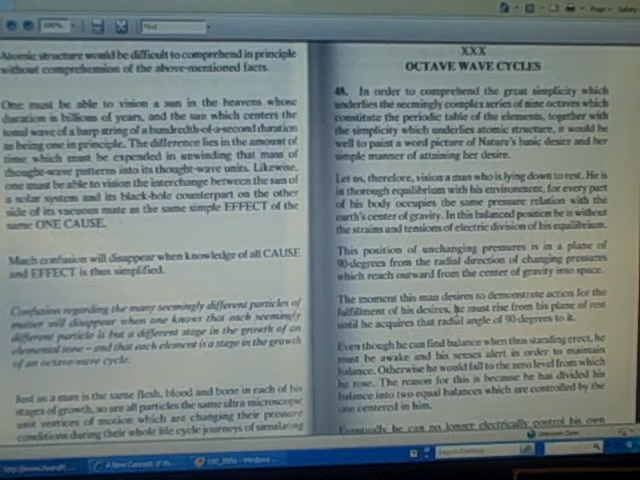 100%
Find
Page
Safety
Atomic structure would be difficult to comprehend in principle
without comprehension of the above-mentioned facts.
One must be able to vision a sun in the heavens whose
duration is billions of years, and the sun which centers the
tonal wave of a harp string of a hundredth-of-a-second duration
as being one in principle. The difference lies in the amount of
time which must be expended in unwinding that mass of
thought-wave patterns into its thought-wave units. Likewise,
one must be able to vision the interchange between the sun of
a solar system and its black-hole counterpart on the other
side of its vacuous mate as the same simple EFFECT of the
same ONE CAUSE.
Much confusion will disappear when knowledge of all CAUSE
and EFFECT is thus simplified.
Confusion regarding the many seemingly different particles of
matter will disappear when one knows that each seemingly
different particle is but a different stage in the growth of an
elemental tone – and that each element is a stage in the growth
of an octave-wave cycle.
Just as a man is the same flesh, blood and bone in each of his
stages of growth, so are all particles the same ultra-microscopic
unit vortices of motion which are changing their pressure
conditions during their whole life cycle journeys of simulating
XXX
OCTAVE WAVE CYCLES
48. In order to comprehend the great simplicity which
underlies the seemingly complex series of nine octaves which
constitute the periodic table of the elements, together with
the simplicity which underlies atomic structure, it would be
well to paint a word picture of Nature's basic desire and her
simple manner of attaining her desire.
Let us, therefore, vision a man who is lying down to rest. He is
in thorough equilibrium with his environment, for every part
of his body occupies the same pressure relation with the
earth's center of gravity. In this balanced position he is without
the strains and tensions of electric division of his equilibrium.
This position of unchanging pressures is in a plane of
90-degrees from the radial direction of changing pressures
which reach outward from the center of gravity into space.
The moment this man desires to demonstrate action for the
fulfillment of his desires, he must rise from his plane of rest
until he acquires that radial angle of 90-degrees to it.
Even though he can find balance when thus standing erect, he
must be awake and his senses alert in order to maintain
balance. Otherwise he would fall to the zero level from which
he rose. The reason for this is because he has divided his
balance into two equal balances which are controlled by the
one centered in him.
Eventually he can no longer electrically control his own
Unknown Zone
A New Concept of th...
100_3956 - Windows ...
Search Desktop